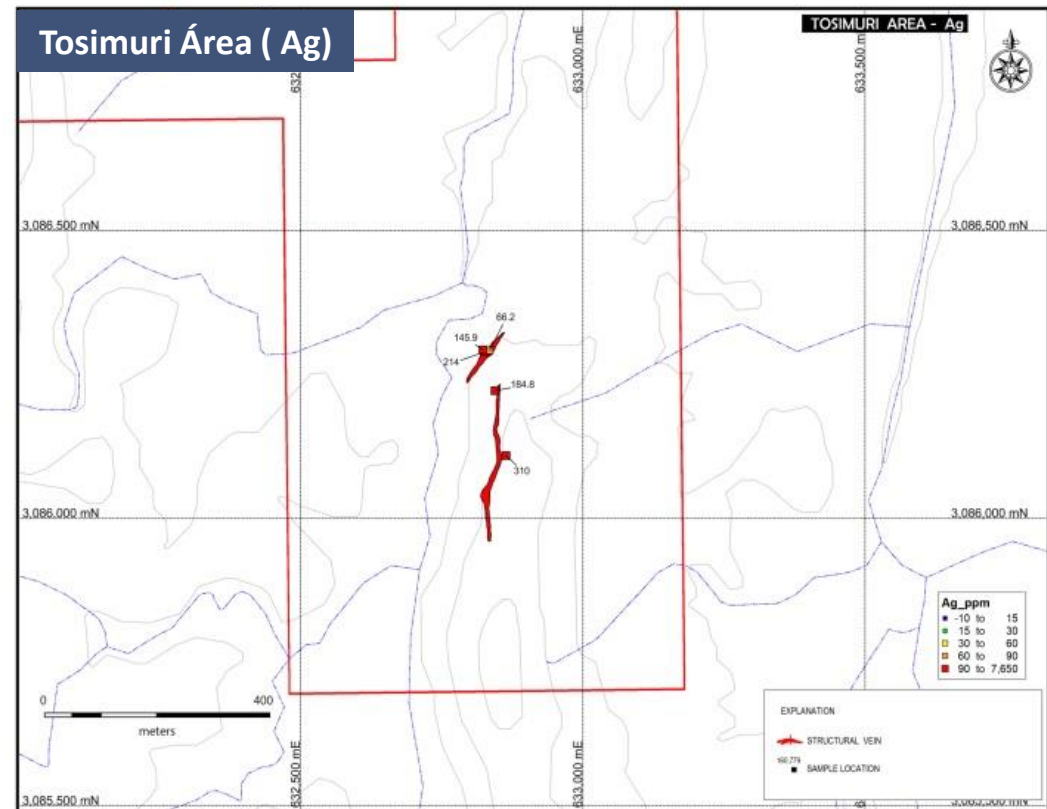 Tosimuri Área ( Ag)
TOSIMURI AREA - Ag
633,000 mE
633,500 mE
3,086,500 mN
3,086,500 mN
66.2
145.9
214
184.8
310
3,086,000 mN
3,086,000 mN
Ag_ppm
-10 to 15
15 to 30
30 to 60
60 to 90
90 to 7,650
0 400
meters
EXPLANATION
STRUCTURAL VEIN
SAMPLE LOCATION
632,500 mE
633,000 mE
3,085,500 mN